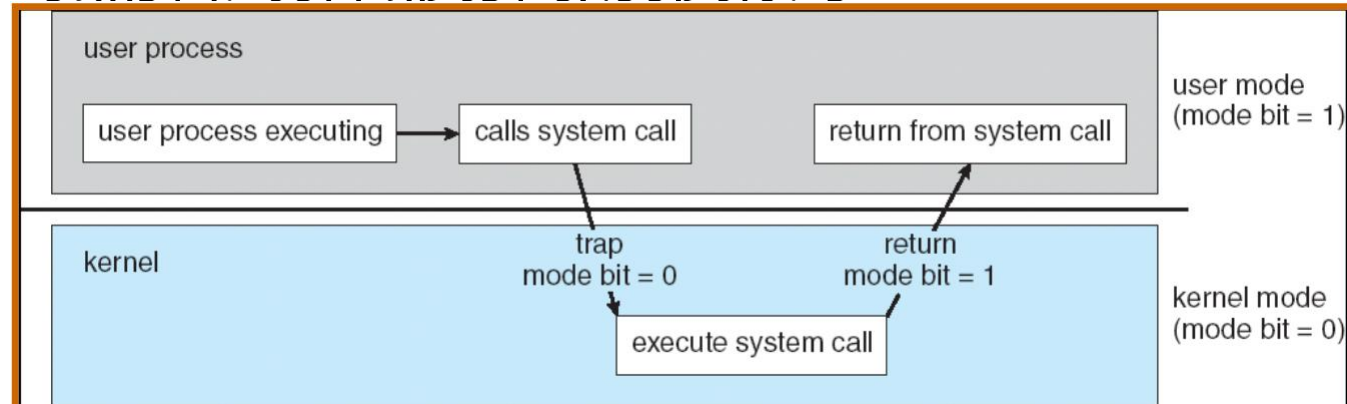 user process
user process executing
calls system call
return from system call
user mode
(mode bit = 1)
kernel
trap
mode bit = 0
return
mode bit = 1
execute system call
kernel mode
(mode bit = 0)